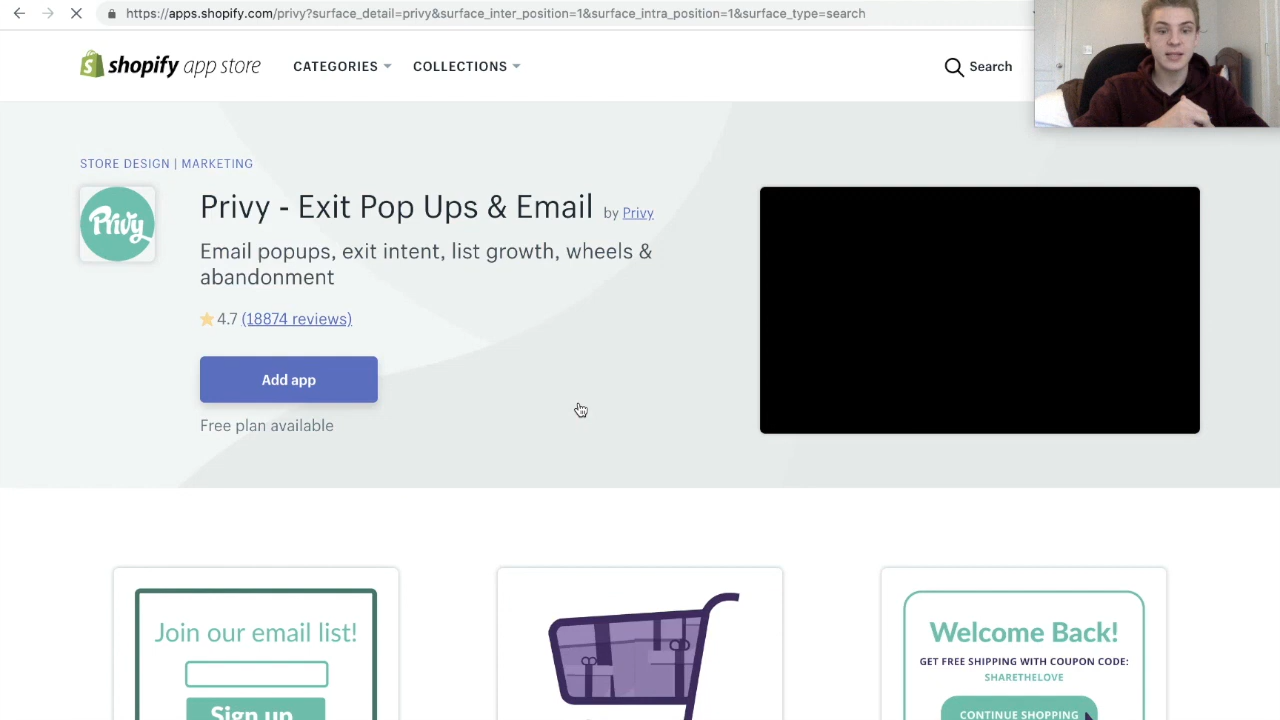 https://apps.shopify.com/privy?surface_detail=privy&surface_inter_position=1&surface_intra_position=1&surface_type=search
shopify app store
CATEGORIES
COLLECTIONS
Search
STORE DESIGN | MARKETING
Privy
Privy - Exit Pop Ups & Email by Privy
Email popups, exit intent, list growth, wheels &
abandonment
4.7 (18874 reviews)
Add app
Free plan available
Join our email list!
Sign up
Welcome Back!
GET FREE SHIPPING WITH COUPON CODE:
SHARETHELOVE
CONTINUE SHOPPING